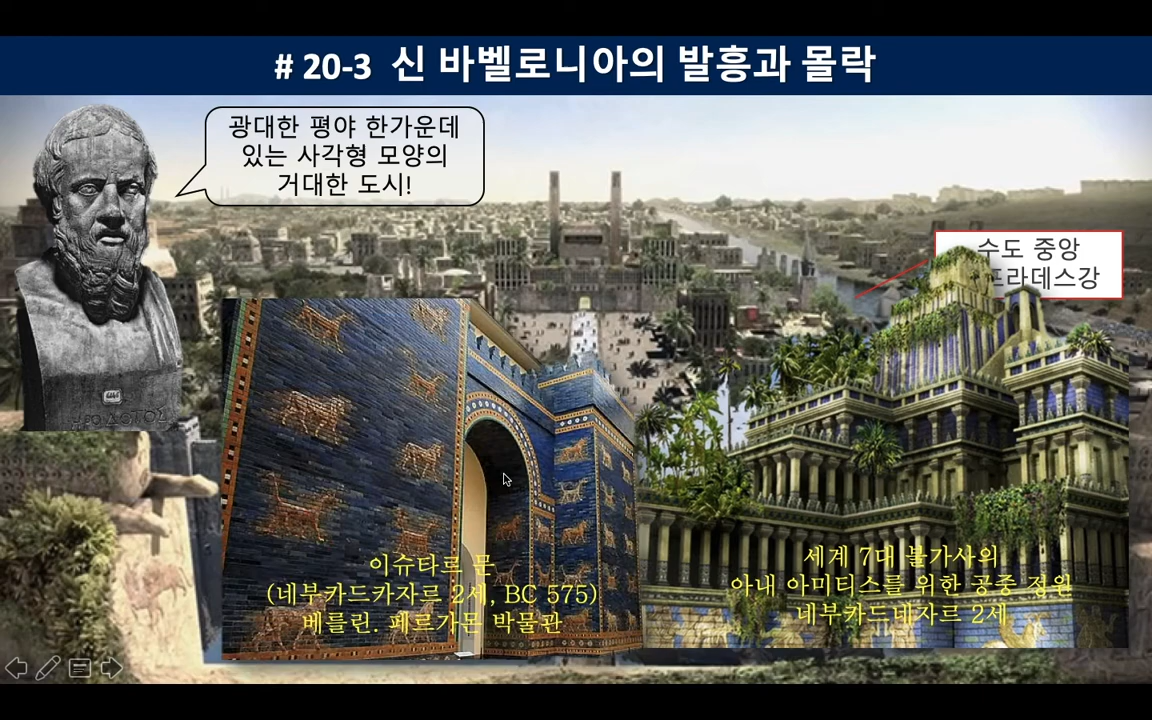 # 20-3 신 바벨로니아의 발흥과 몰락
광대한 평야 한가운데
있는 사각형 모양의
거대한 도시!
수도 중앙
프라데스강
이슈타르 문
(네부카드카자르 2세, BC 575)
베를린. 페르가몬 박물관
세계 7대 불가사의
아내 아미티스를 위한 공중 정원
네부카드네자르 2세